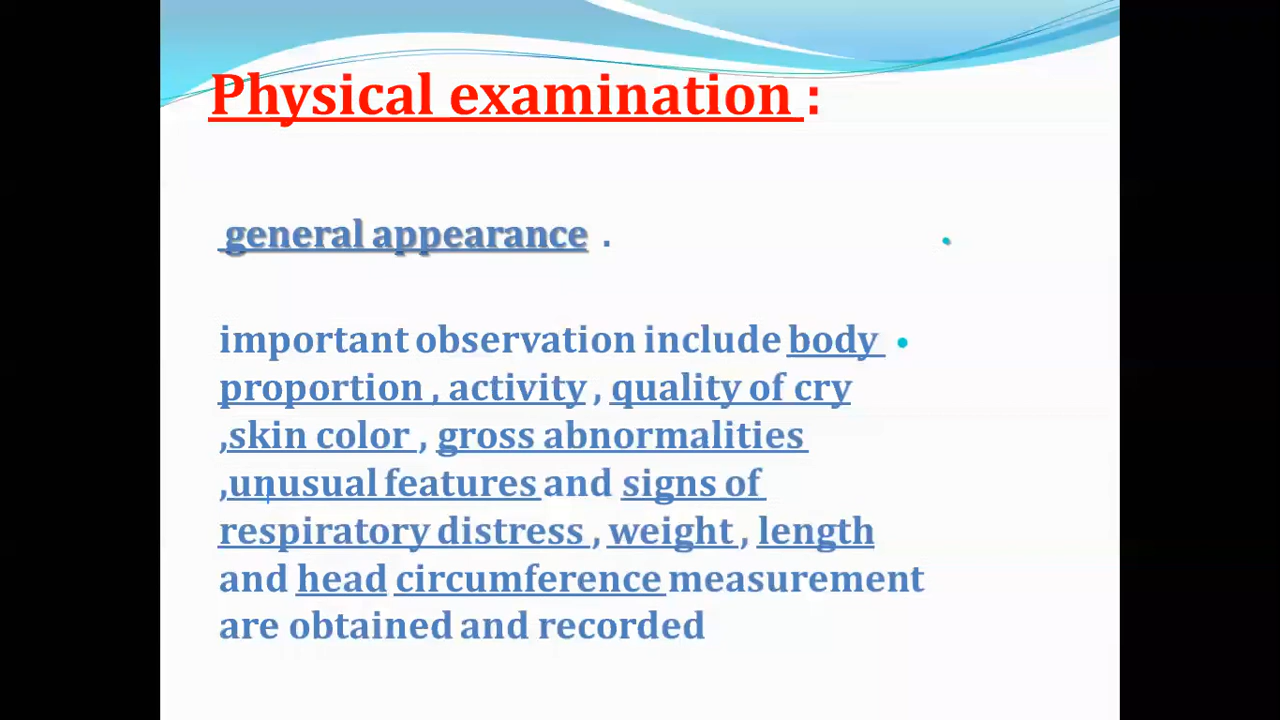 Physical examination :
general appearance .
important observation include body
proportion , activity , quality of cry
,skin color , gross abnormalities
,unusual features and signs of
respiratory distress , weight , length
and head circumference measurement
are obtained and recorded